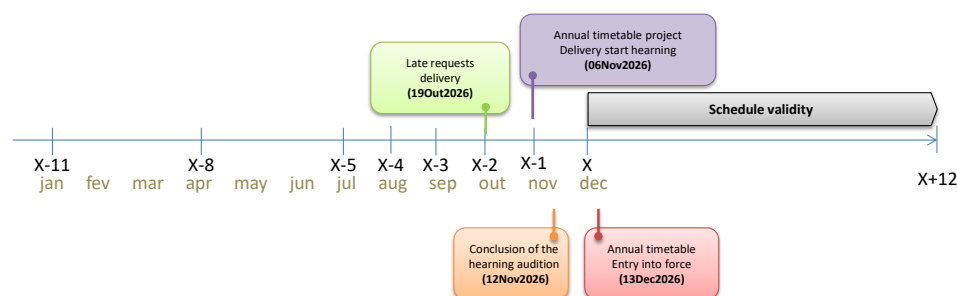 Annual timetable project
Delivery start hearning
(06Nov2026)
Late requests
delivery
(19Out2026)
Schedule validity
X-11 X-8 X-5 X-4 X-3 X-2 X-1 X
jan fev mar apr may jun jul aug sep out nov dec
X+12
Conclusion of the
hearning audition
(12Nov2026)
Annual timetable
Entry into force
(13Dec2026)